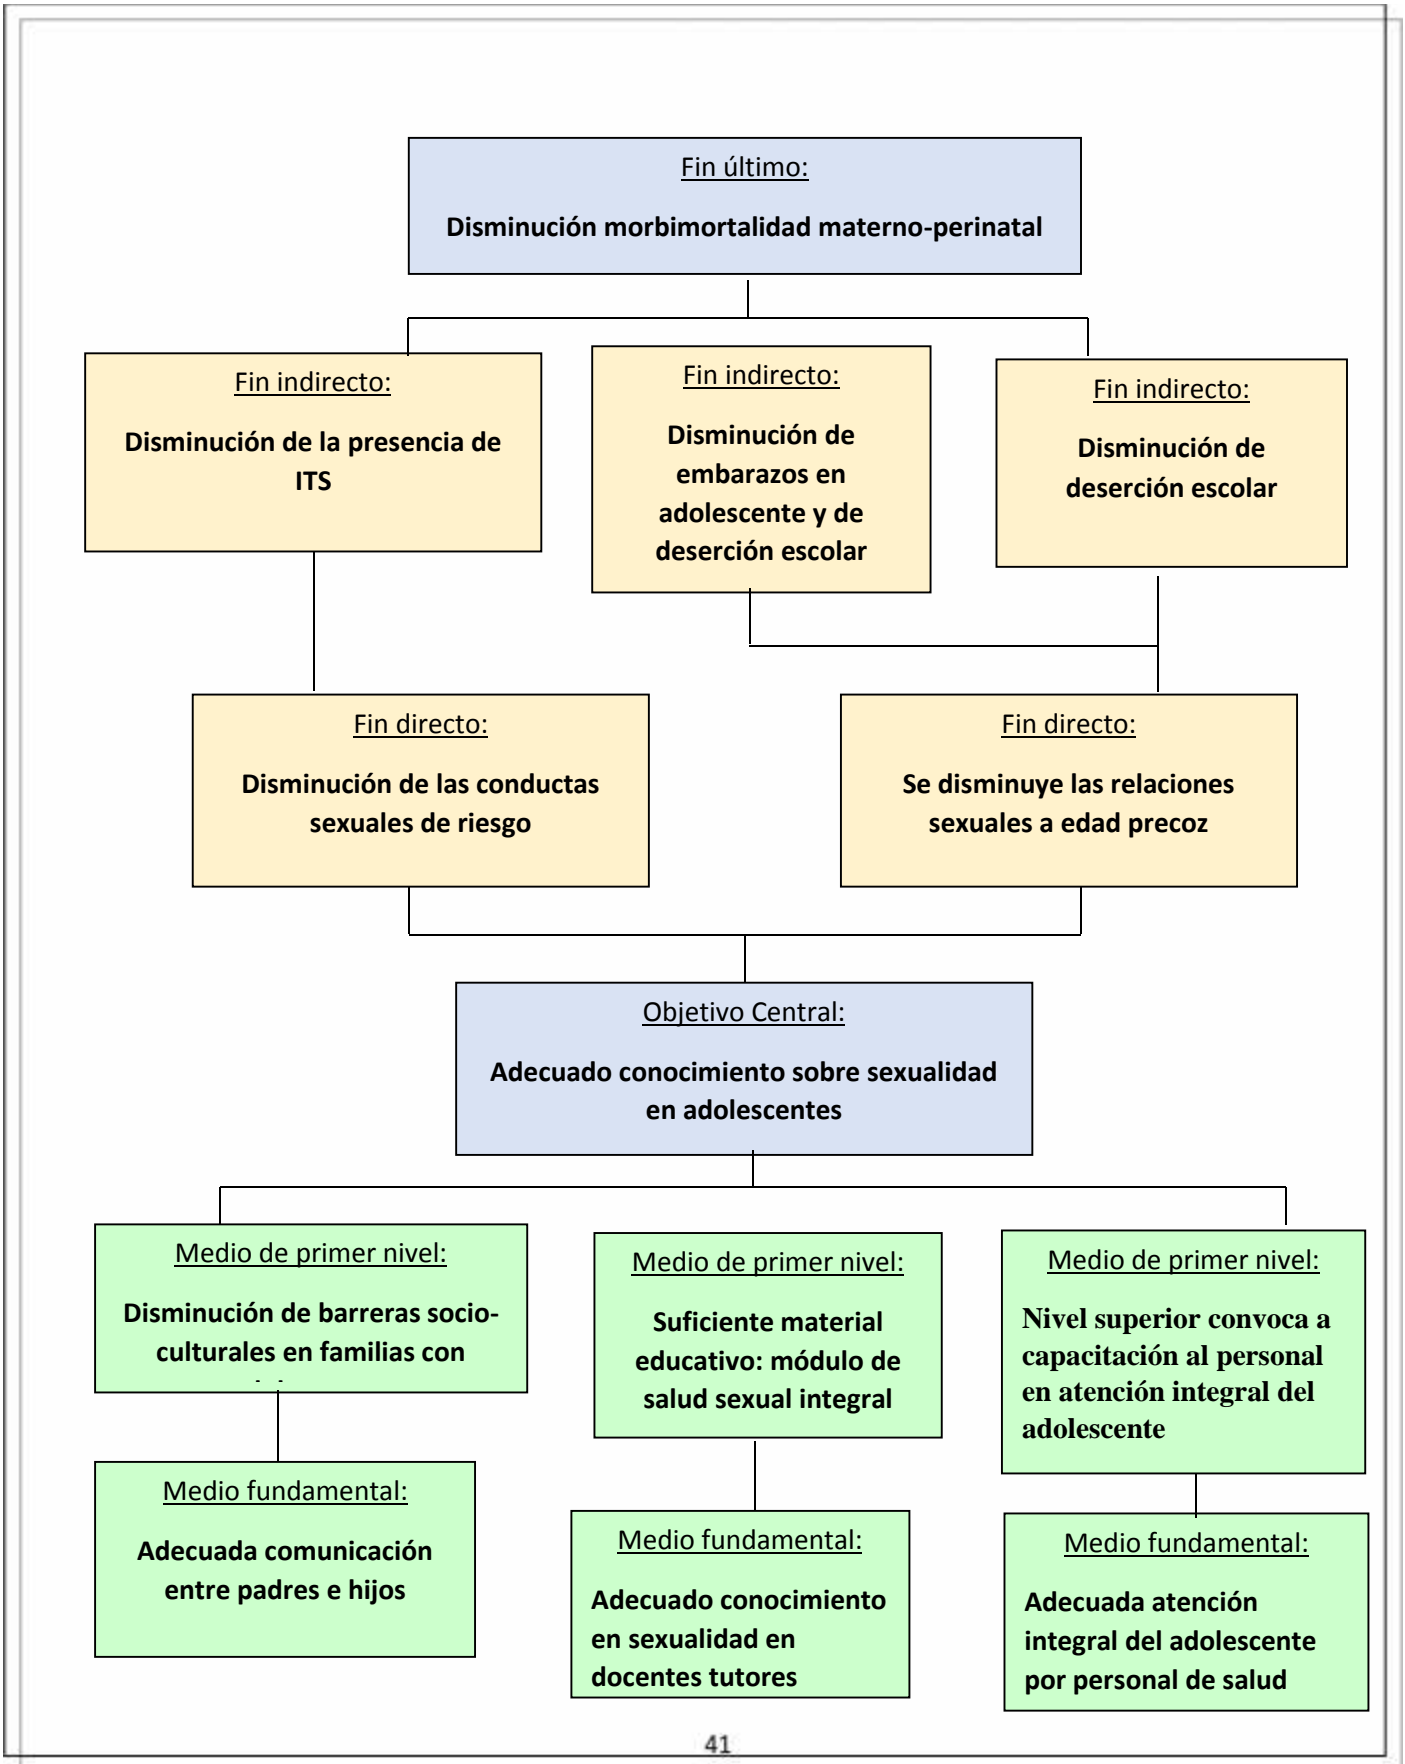 Fin último:
Disminución morbimortalidad materno-perinatal
Fin indirecto:
Disminución de la presencia de
ITS
Fin indirecto:
Disminución de
embarazos en
adolescente y de
deserción escolar
Fin indirecto:
Disminución de
deserción escolar
Fin directo:
Disminución de las conductas
sexuales de riesgo
Fin directo:
Se disminuye las relaciones
sexuales a edad precoz
Objetivo Central:
Adecuado conocimiento sobre sexualidad
en adolescentes
Medio de primer nivel:
Disminución de barreras socio-
culturales en familias con
Medio de primer nivel:
Suficiente material
educativo: módulo de
salud sexual integral
Medio de primer nivel:
Nivel superior convoca a
capacitación al personal
en atención integral del
adolescente
Medio fundamental:
Adecuada comunicación
entre padres e hijos
Medio fundamental:
Adecuado conocimiento
en sexualidad en
docentes tutores
Medio fundamental:
Adecuada atención
integral del adolescente
por personal de salud
41